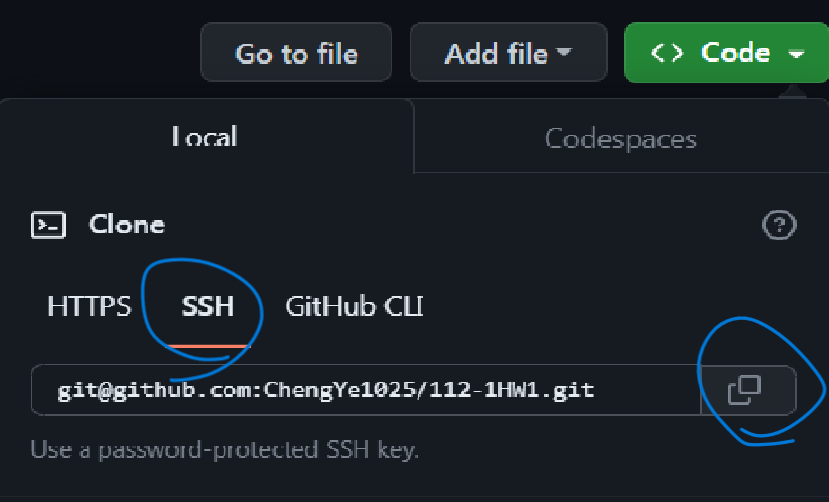 Go to file Add file <> Code
Local Codespaces
Clone
HTTPS SSH GitHub CLI
git@github.com:ChengYe1025/112-1HW1.git
Use a password-protected SSH key.